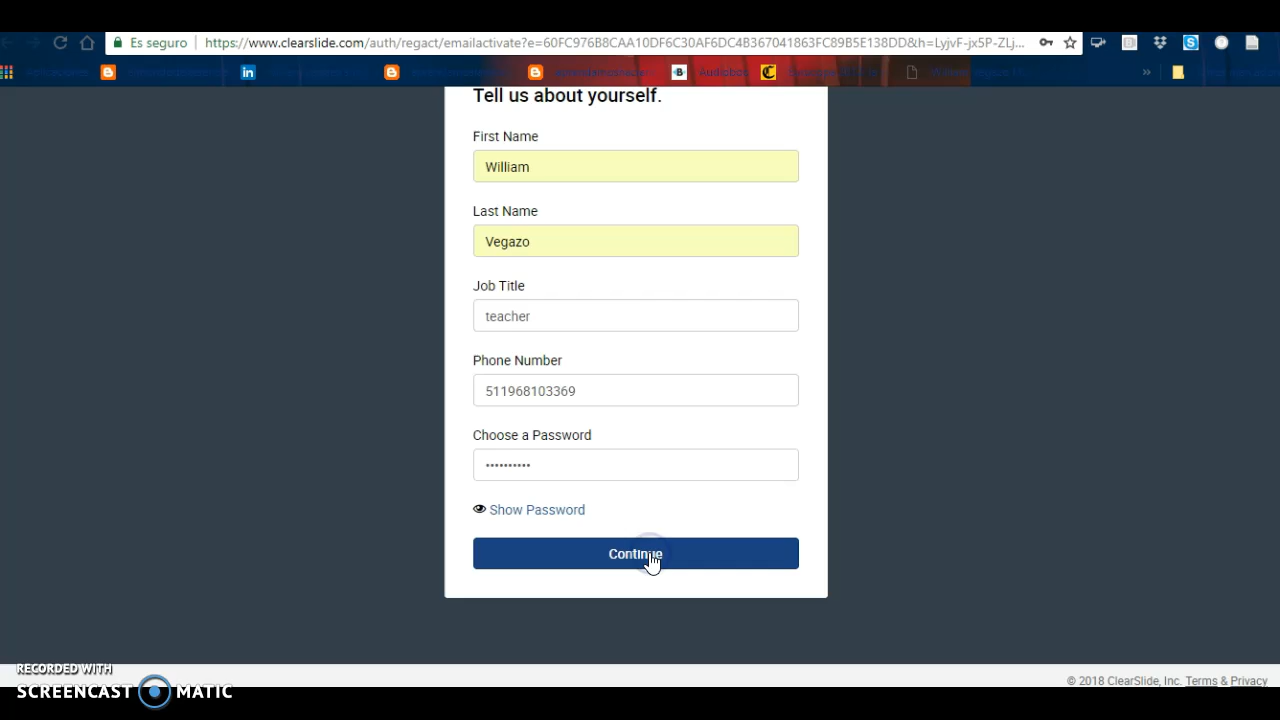 Es seguro https://www.clearslide.com/auth/regact/emailactivate?e=60FC976B8CAA10DF6C30AF6DC4B367041863FC89B5E138DD&h=LyjvF-jx5P-ZLj...
Tell us about yourself.
First Name
William
Last Name
Vegazo
Job Title
teacher
Phone Number
511968103369
Choose a Password
••••••••••
Show Password
Continue
© 2018 ClearSlide, Inc. Terms & Privacy
RECORDED WITH
SCREENCAST MATIC